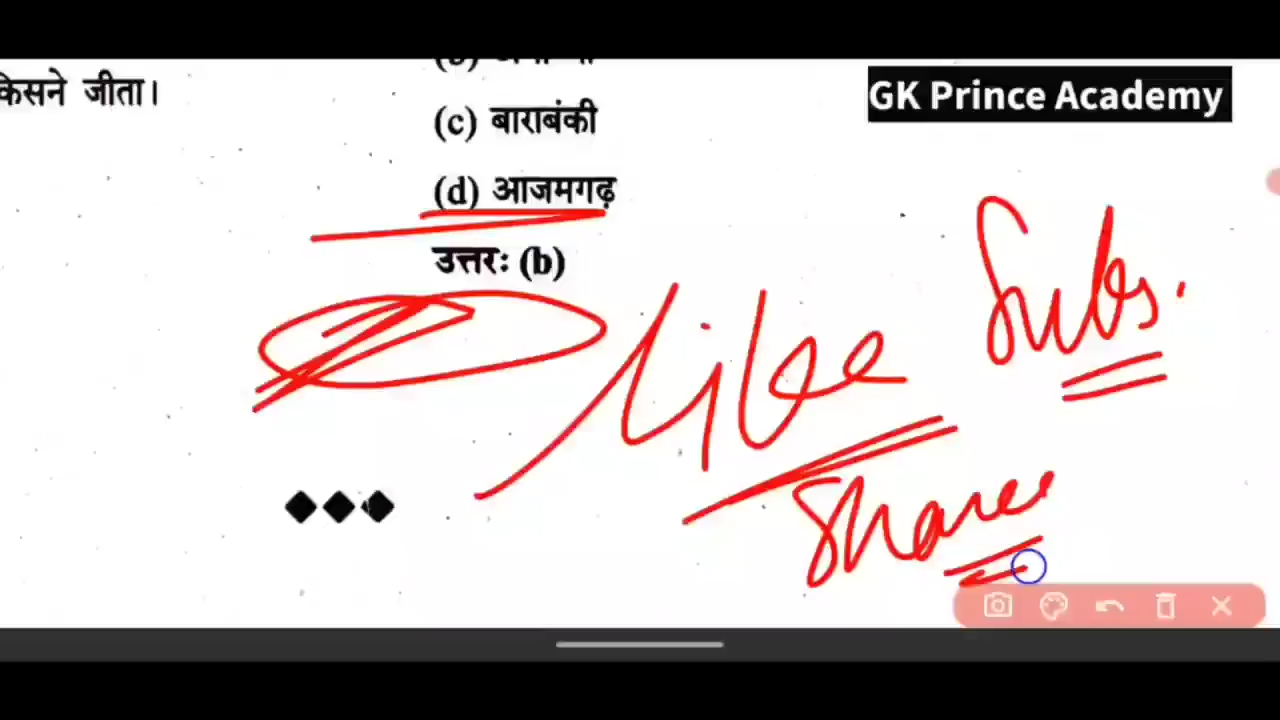 किसने जीता।
GK Prince Academy
(c) बाराबंकी
(d) आजमगढ़
उत्तरः (b)
Like
Subs.
Share